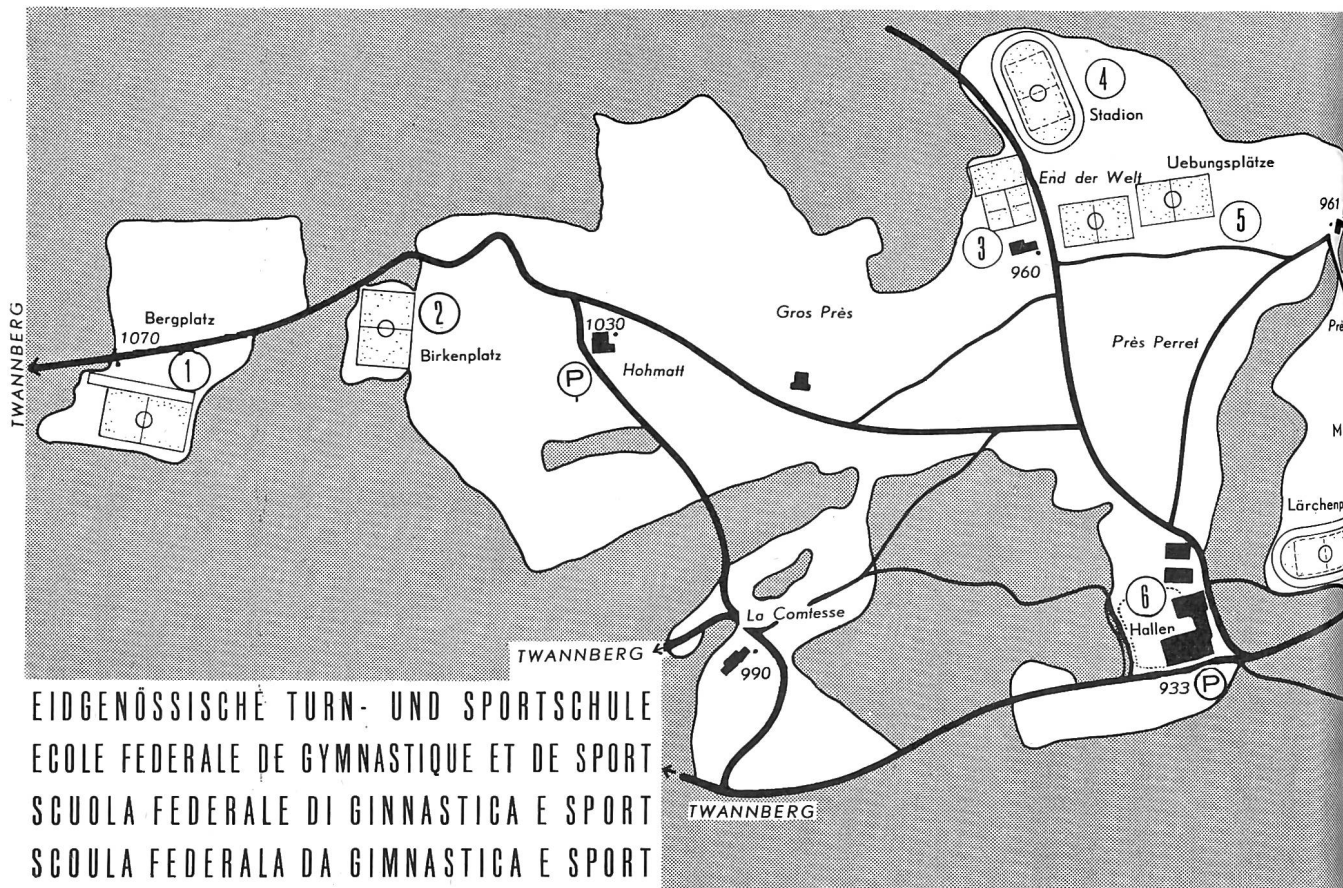 4
Stadion
End der Welt
Uebungsplätze
5
961
3
960
TWANNBERG
Bergplatz
1070
1
2
Birkenplatz
1030
Hohmatt
P
Gros Près
Près Perret
6
Hallen
La Comtesse
990
TWANNBERG
933
P
TWANNBERG
EIDGENÖSSISCHE TURN- UND SPORTSCHULE
ECOLE FEDERALE DE GYMNASTIQUE ET DE SPORT
SCUOLA FEDERALE DI GINNASTICA E SPORT
SCOULA FEDERALA DA GIMNASTICA E SPORT